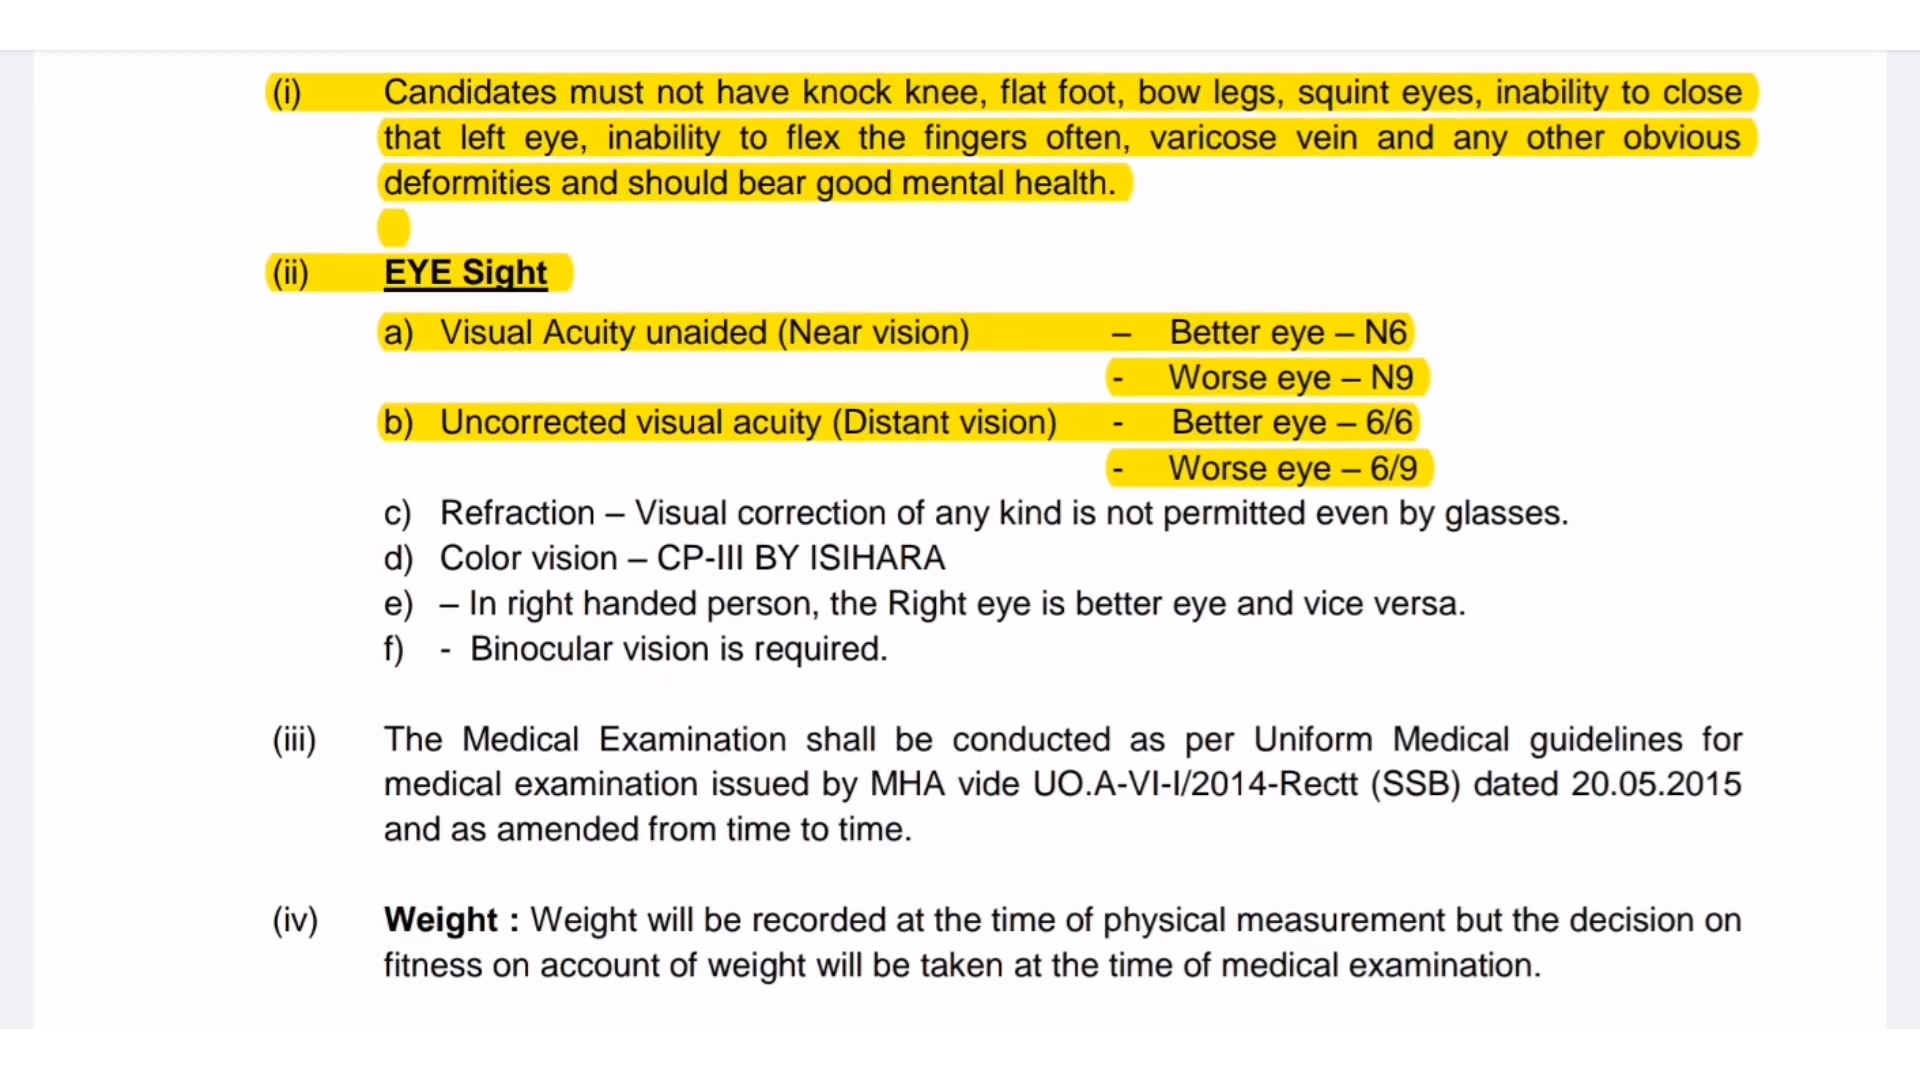 (i) Candidates must not have knock knee, flat foot, bow legs, squint eyes, inability to close
that left eye, inability to flex the fingers often, varicose vein and any other obvious
deformities and should bear good mental health.
(ii) EYE Sight
a) Visual Acuity unaided (Near vision) – Better eye – N6
- Worse eye – N9
b) Uncorrected visual acuity (Distant vision) - Better eye – 6/6
- Worse eye – 6/9
c) Refraction – Visual correction of any kind is not permitted even by glasses.
d) Color vision – CP-III BY ISIHARA
e) – In right handed person, the Right eye is better eye and vice versa.
f) - Binocular vision is required.
(iii) The Medical Examination shall be conducted as per Uniform Medical guidelines for
medical examination issued by MHA vide UO.A-VI-I/2014-Rectt (SSB) dated 20.05.2015
and as amended from time to time.
(iv) Weight : Weight will be recorded at the time of physical measurement but the decision on
fitness on account of weight will be taken at the time of medical examination.